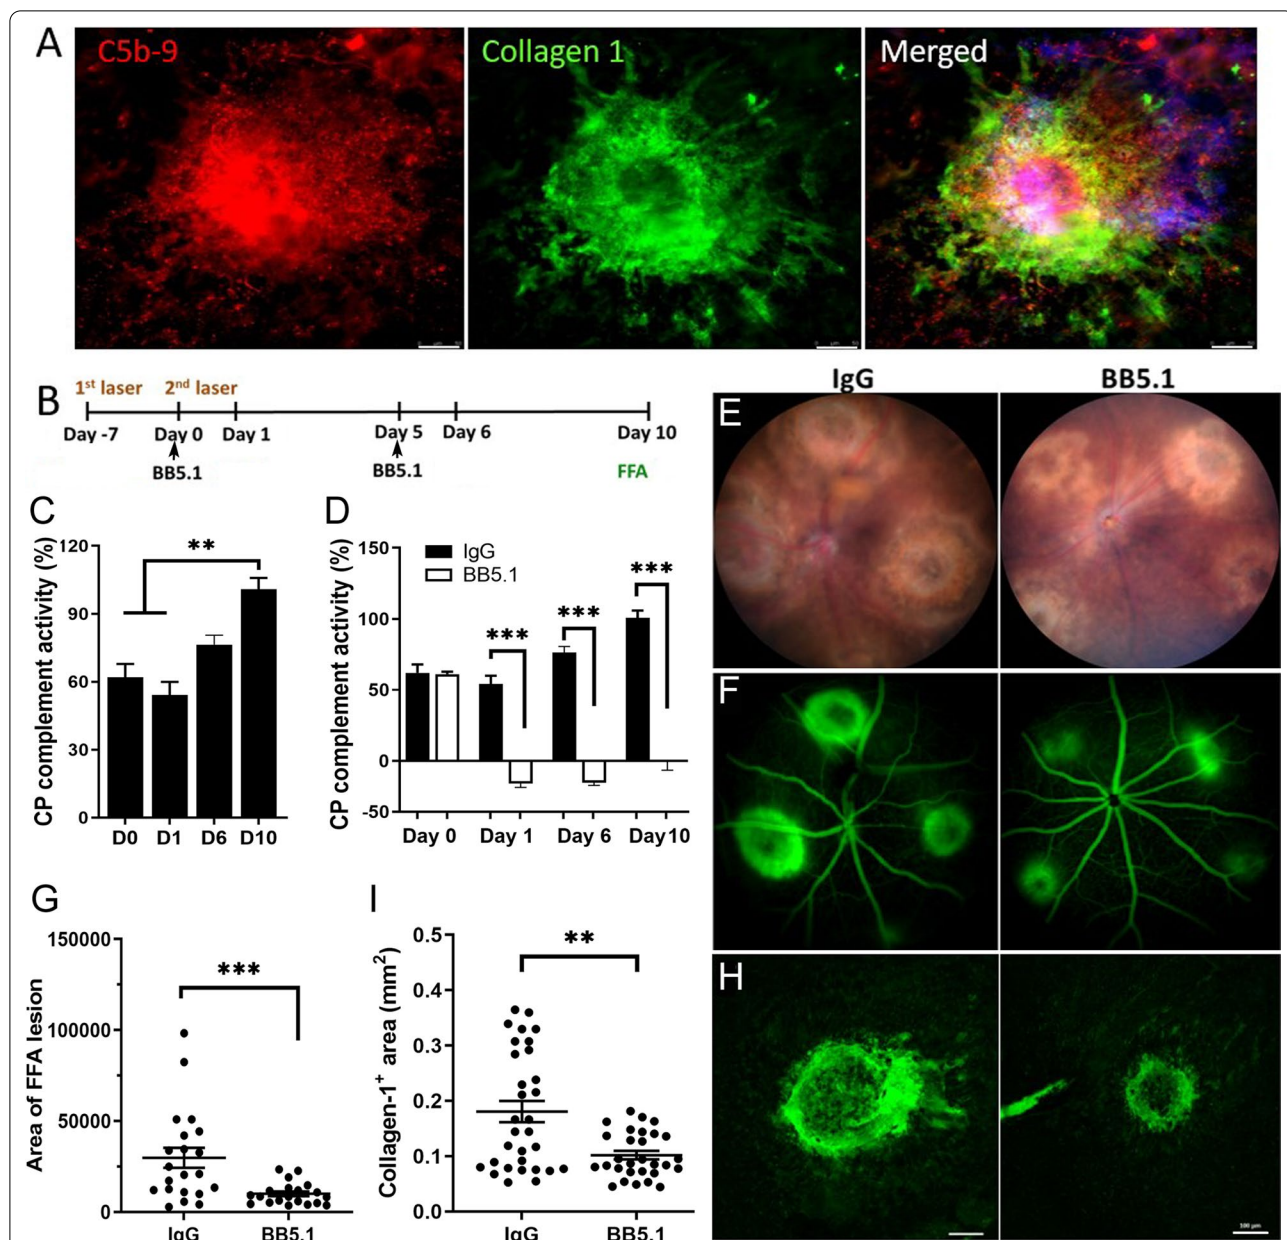 A
C5b-9
Collagen 1
Merged
B
1st laser 2nd laser
Day -7 Day 0 Day 1 Day 5 Day 6 Day 10
BB5.1 BB5.1 FFA
C
CP complement activity (%)
120
90
60
30
0
D0 D1 D6 D10
**
D
CP complement activity (%)
150
100
50
0
-50
IgG
BB5.1
***
***
***
Day 0 Day 1 Day 6 Day10
IgG BB5.1
E
F
G
Area of FFA lesion
150000
100000
50000
0
***
IgG BB5.1
I
Collagen-1+ area (mm2)
0.5
0.4
0.3
0.2
0.1
0.0
**
IgG BB5.1
H
100 µm